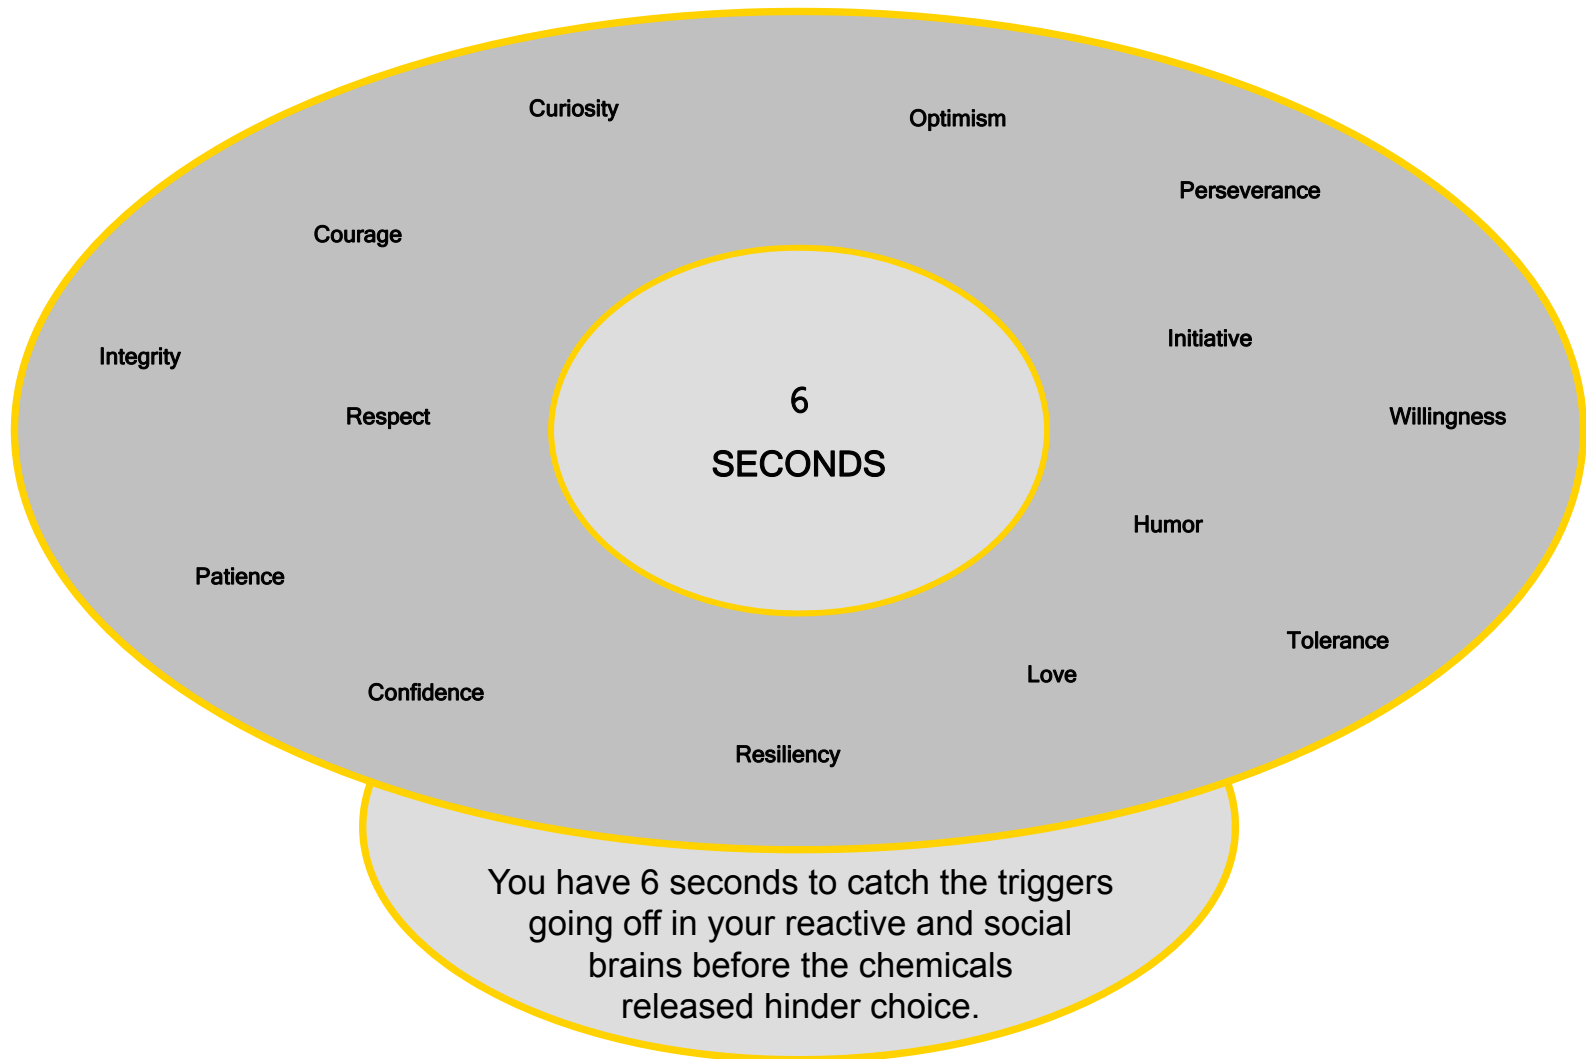 Curiosity
Optimism
Perseverance
Courage
Initiative
Integrity
Respect
Willingness
6
SECONDS
Humor
Patience
Tolerance
Love
Confidence
Resiliency
You have 6 seconds to catch the triggers
going off in your reactive and social
brains before the chemicals
released hinder choice.